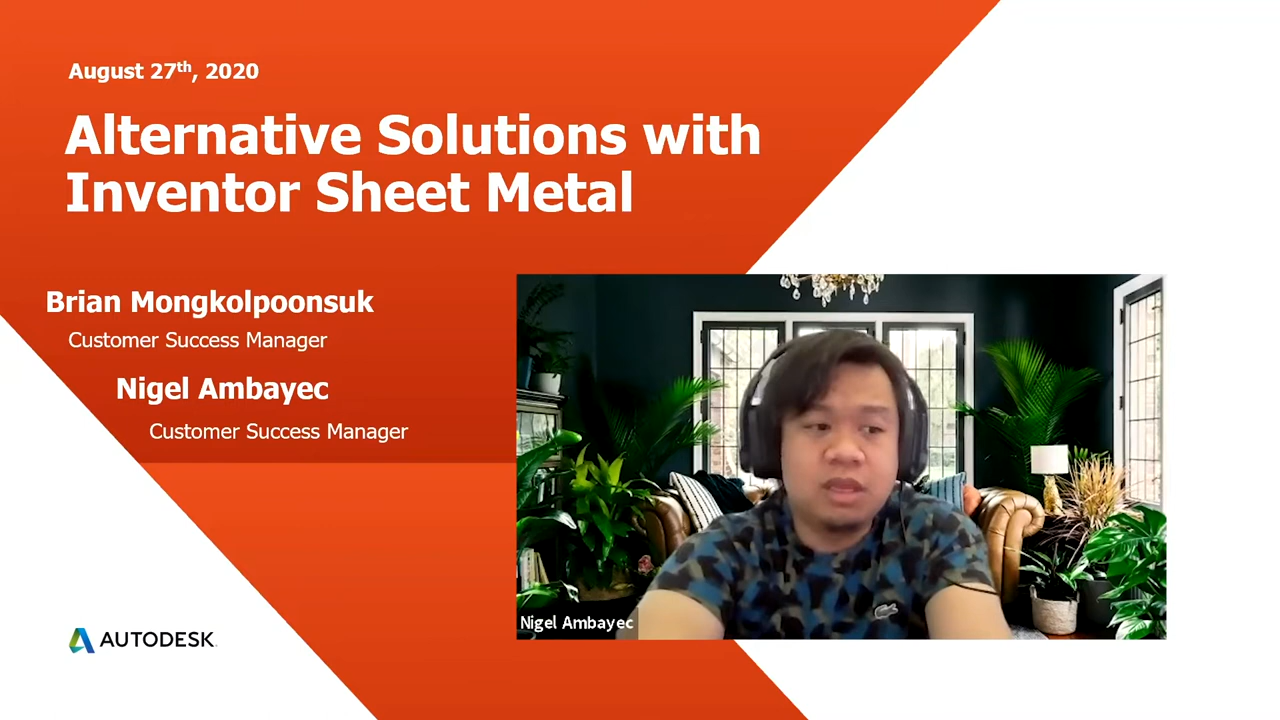 August 27th, 2020
Alternative Solutions with
Inventor Sheet Metal
Brian Mongkolpoonsuk
Customer Success Manager
Nigel Ambayec
Customer Success Manager
Nigel Ambayec
AUTODESK